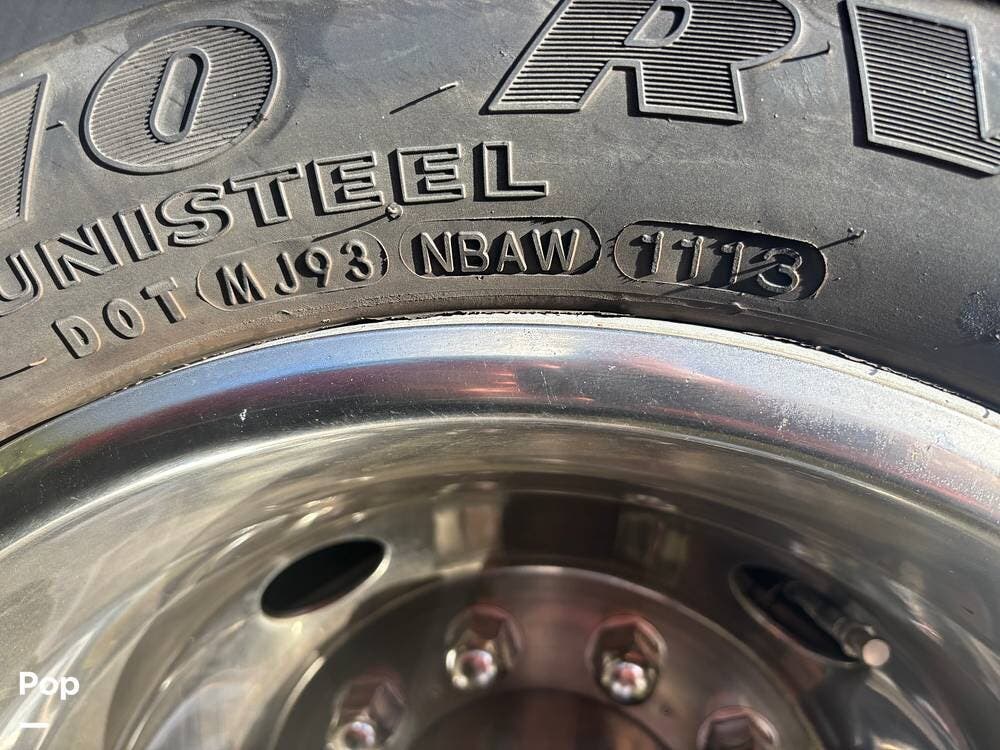 UNISTEEL
DOT MJ93 NBAW 1113
Pop